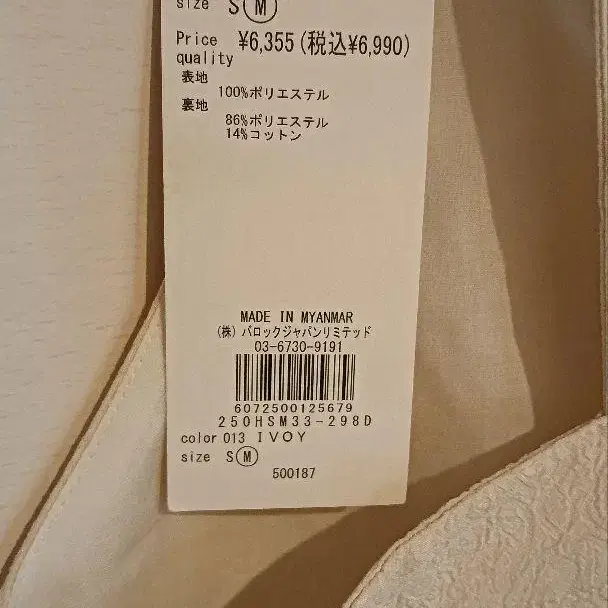 size S M
Price ¥6,355(税込¥6,990)
quality
表地
100%ポリエステル
裏地
86%ポリエステル
14%コットン
MADE IN MYANMAR
(株)バロックジャパンリミテッド
03-6730-9191
6072500125679
250HSM33-298D
color 013 IVOY
size S M
500187